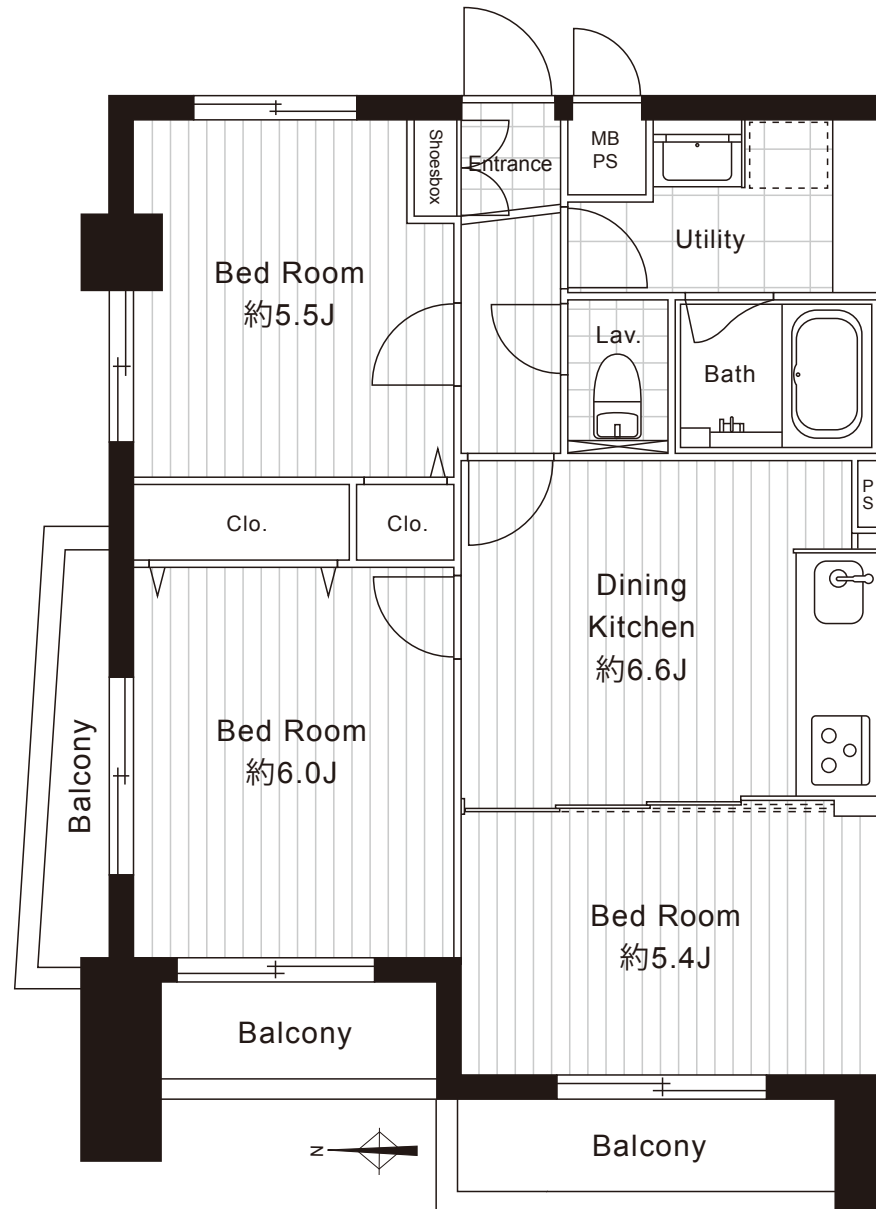 Shoesbox
Entrance
MB
PS
Utility
Bed Room
約5.5J
Lav.
Bath
Clo.
Clo.
P
S
Dining
Kitchen
約6.6J
Bed Room
約6.0J
Balcony
Bed Room
約5.4J
Balcony
Balcony
N